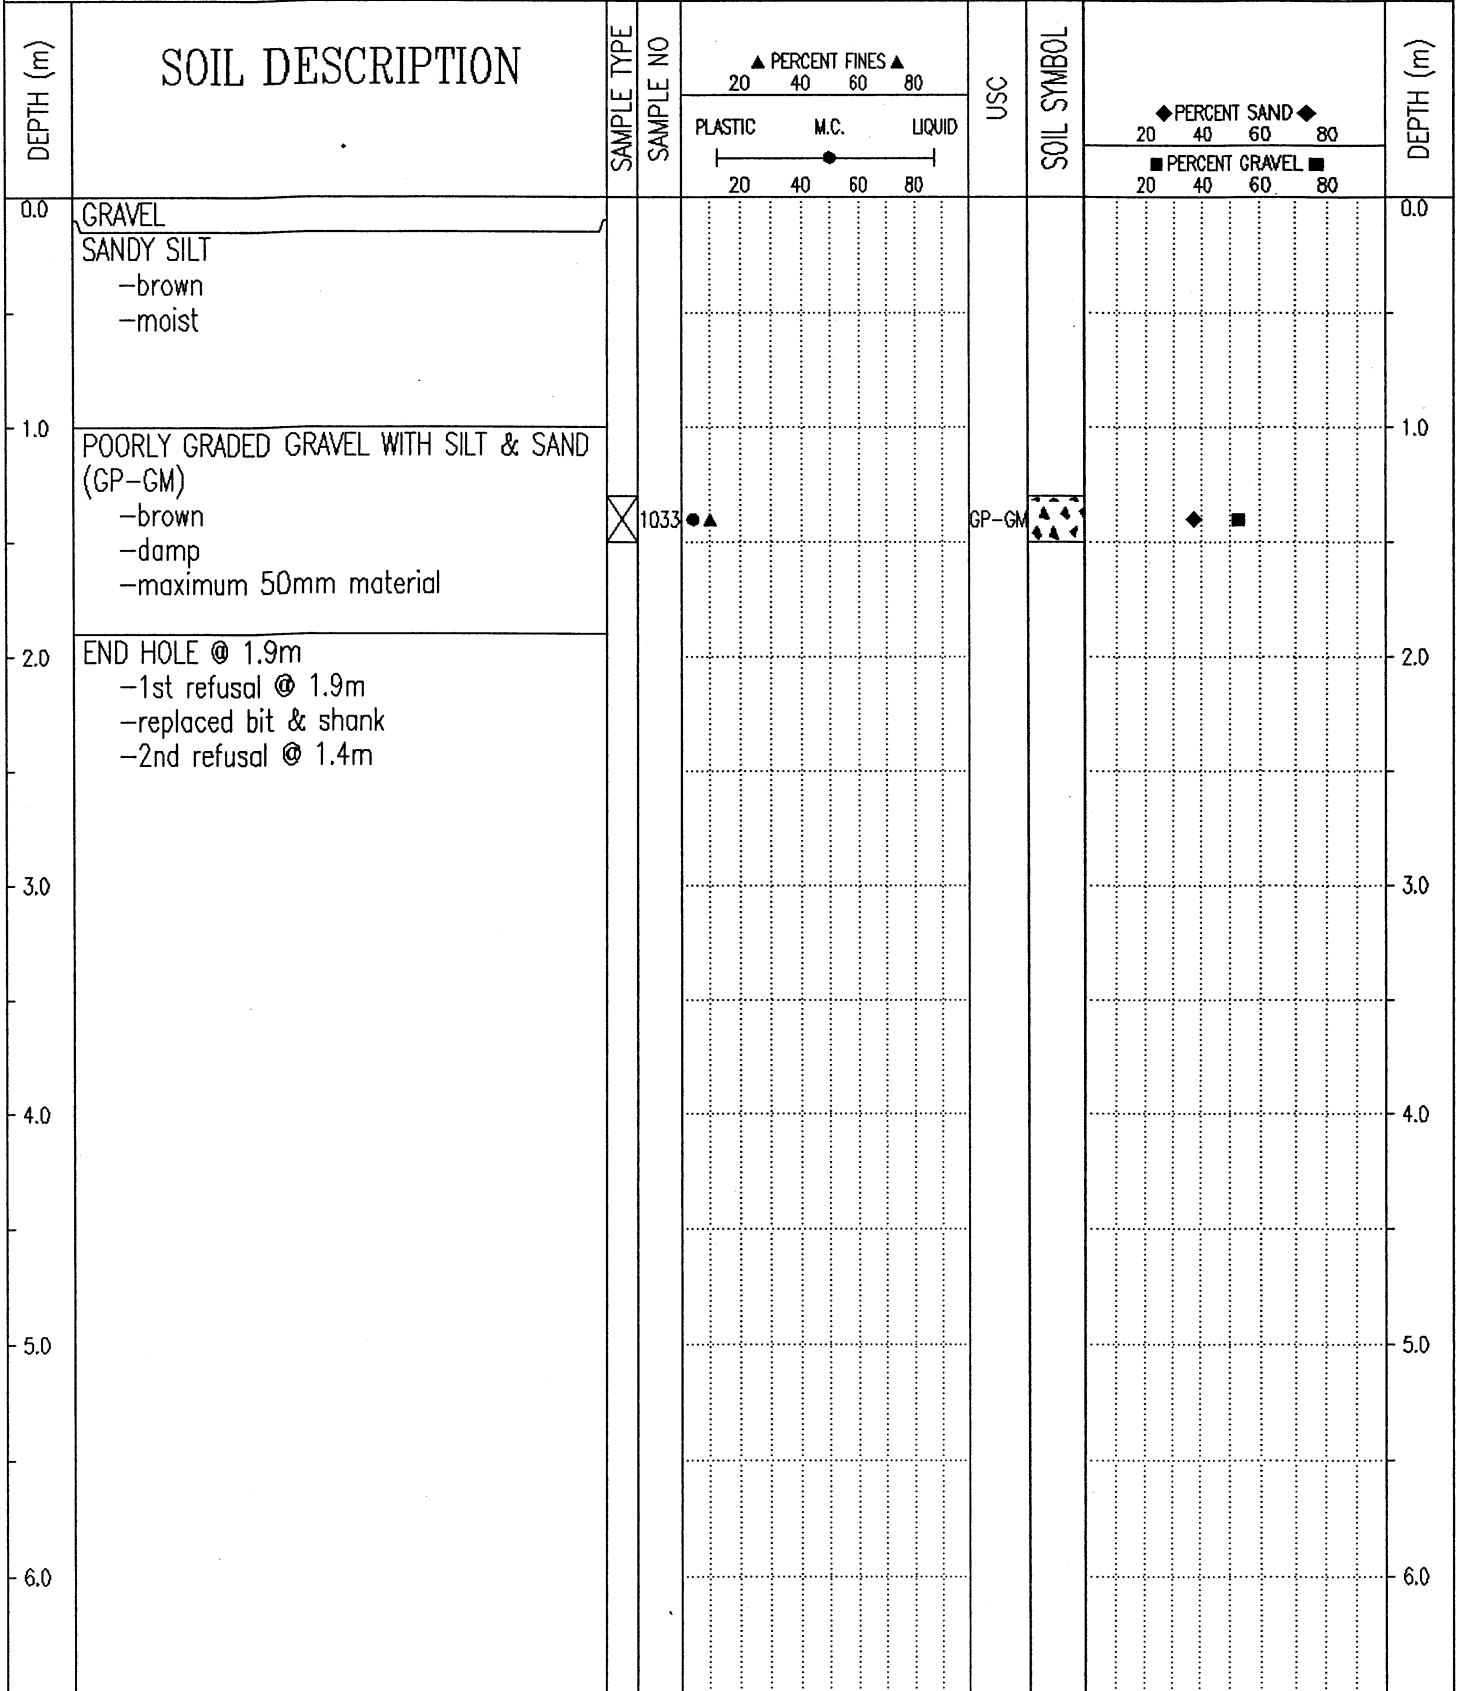 DEPTH (m)
SOIL DESCRIPTION
SAMPLE TYPE
SAMPLE NO
▲ PERCENT FINES ▲
20 40 60 80
PLASTIC M.C. LIQUID
20 40 60 80
USC
SOIL SYMBOL
◆ PERCENT SAND ◆
20 40 60 80
■ PERCENT GRAVEL ■
20 40 60 80
DEPTH (m)
0.0
GRAVEL
0.0
SANDY SILT
-brown
-moist
1.0
1.0
POORLY GRADED GRAVEL WITH SILT & SAND
(GP-GM)
-brown
1033
GP-GM
-damp
-maximum 50mm material
END HOLE @ 1.9m
2.0
2.0
-1st refusal @ 1.9m
-replaced bit & shank
-2nd refusal @ 1.4m
3.0
3.0
4.0
4.0
5.0
5.0
6.0
6.0